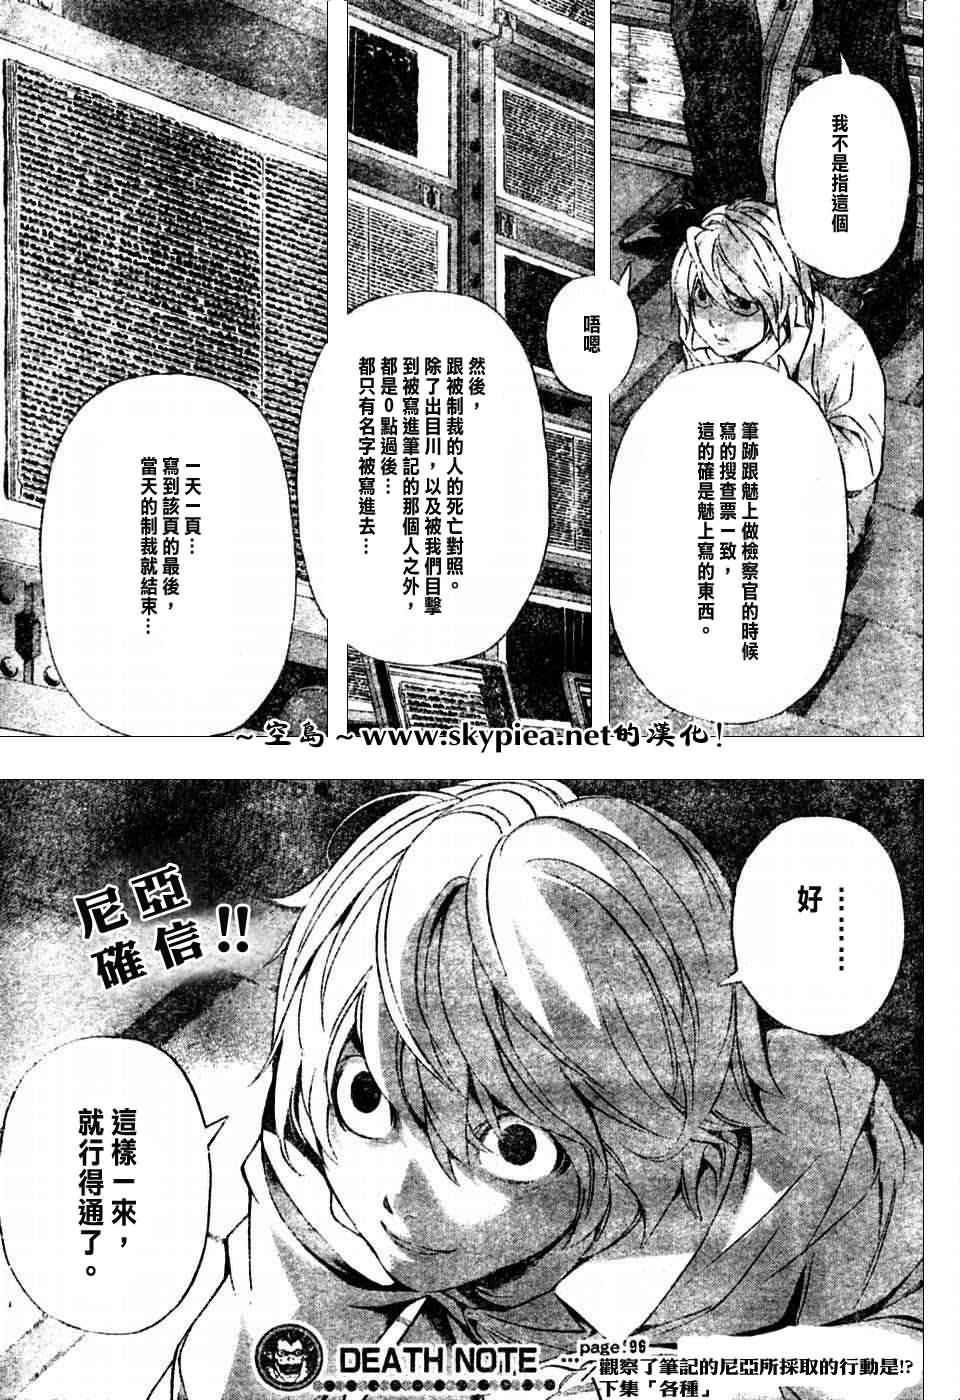 我不是指這個
筆跡跟魅上做檢察官的時候
寫的搜查票一致，
這的確是魅上寫的東西。
唔嗯
然後，
跟被制裁的人的死亡對照。
除了出目川，以及被我們目擊
到被寫進筆記的那個人之外，
都是0點過後…
都只有名字被寫進去…
一天一頁…
寫到該頁的最後，
當天的制裁就結束…
~空島~www.skypiea.net的漢化!
………
好
尼亞
確信!!
這樣一來，
就行得通了。
DEATH NOTE
page.96
…觀察了筆記的尼亞所採取的行動是!?
下集「各種」